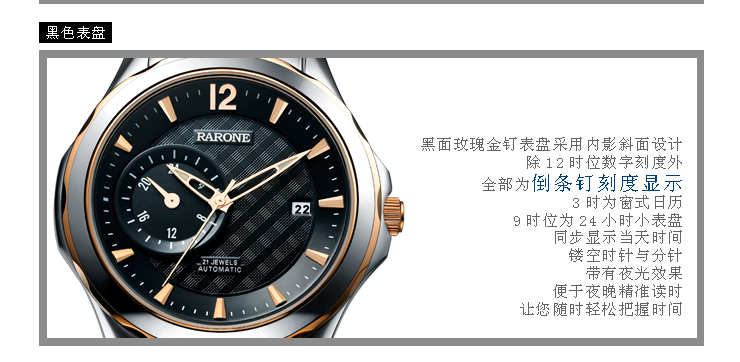 黑色表盘
12
RARONE
24
20
16
12
8
22
21 JEWELS
AUTOMATIC
黑面玫瑰金钉表盘采用内影斜面设计
除12时位数字刻度外
全部为倒条钉刻度显示
3时为窗式日历
9时位为24小时小表盘
同步显示当天时间
镂空时针与分针
带有夜光效果
便于夜晚精准读时
让您随时轻松把握时间